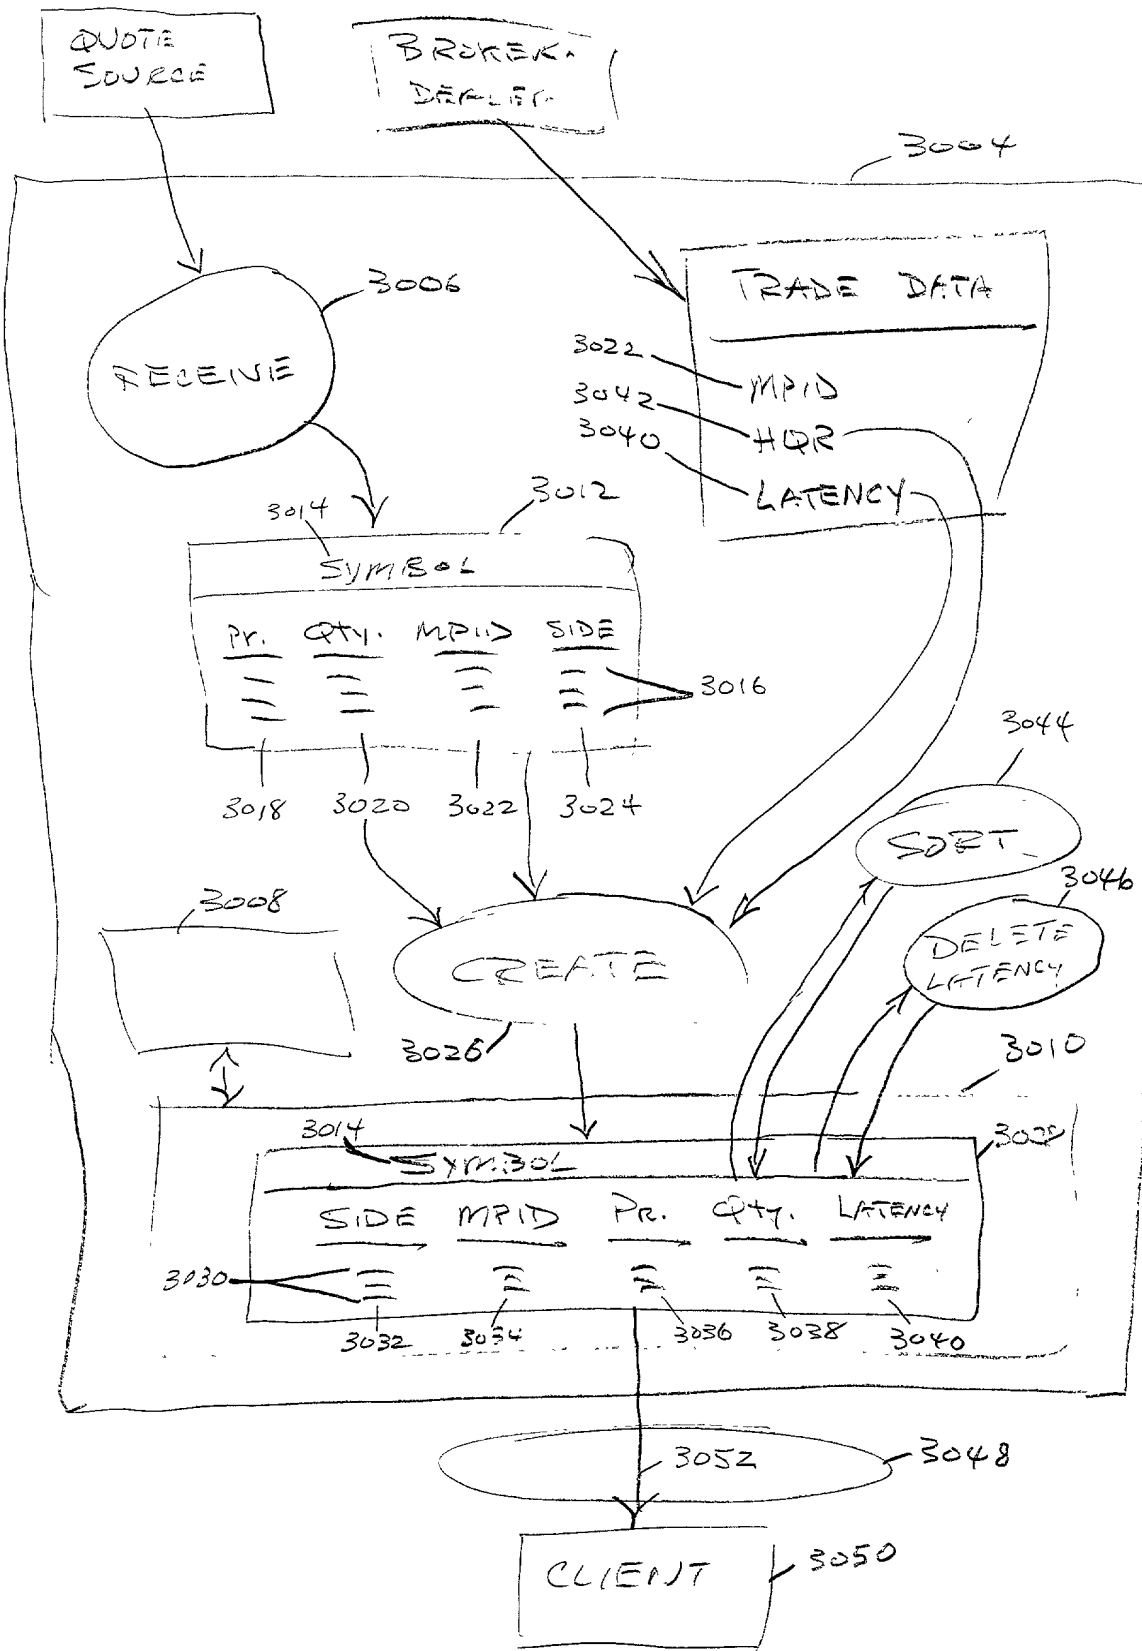 QUOTE
SOURCE
BROKER-
DEALER
3004
3006
RECEIVE
TRADE DATA
3022
MPID
3042
HQR
3040
LATENCY
3014
3012
SYMBOL
Pr. Qty. MPID SIDE
3016
3018 3020 3022 3024
3044
SORT
3046
DELETE
LATENCY
3008
CREATE
3026
3010
3014
SYMBOL
SIDE MPID PR. Qty. LATENCY
3030
3032 3034 3036 3038 3040
3052
3048
CLIENT
3050